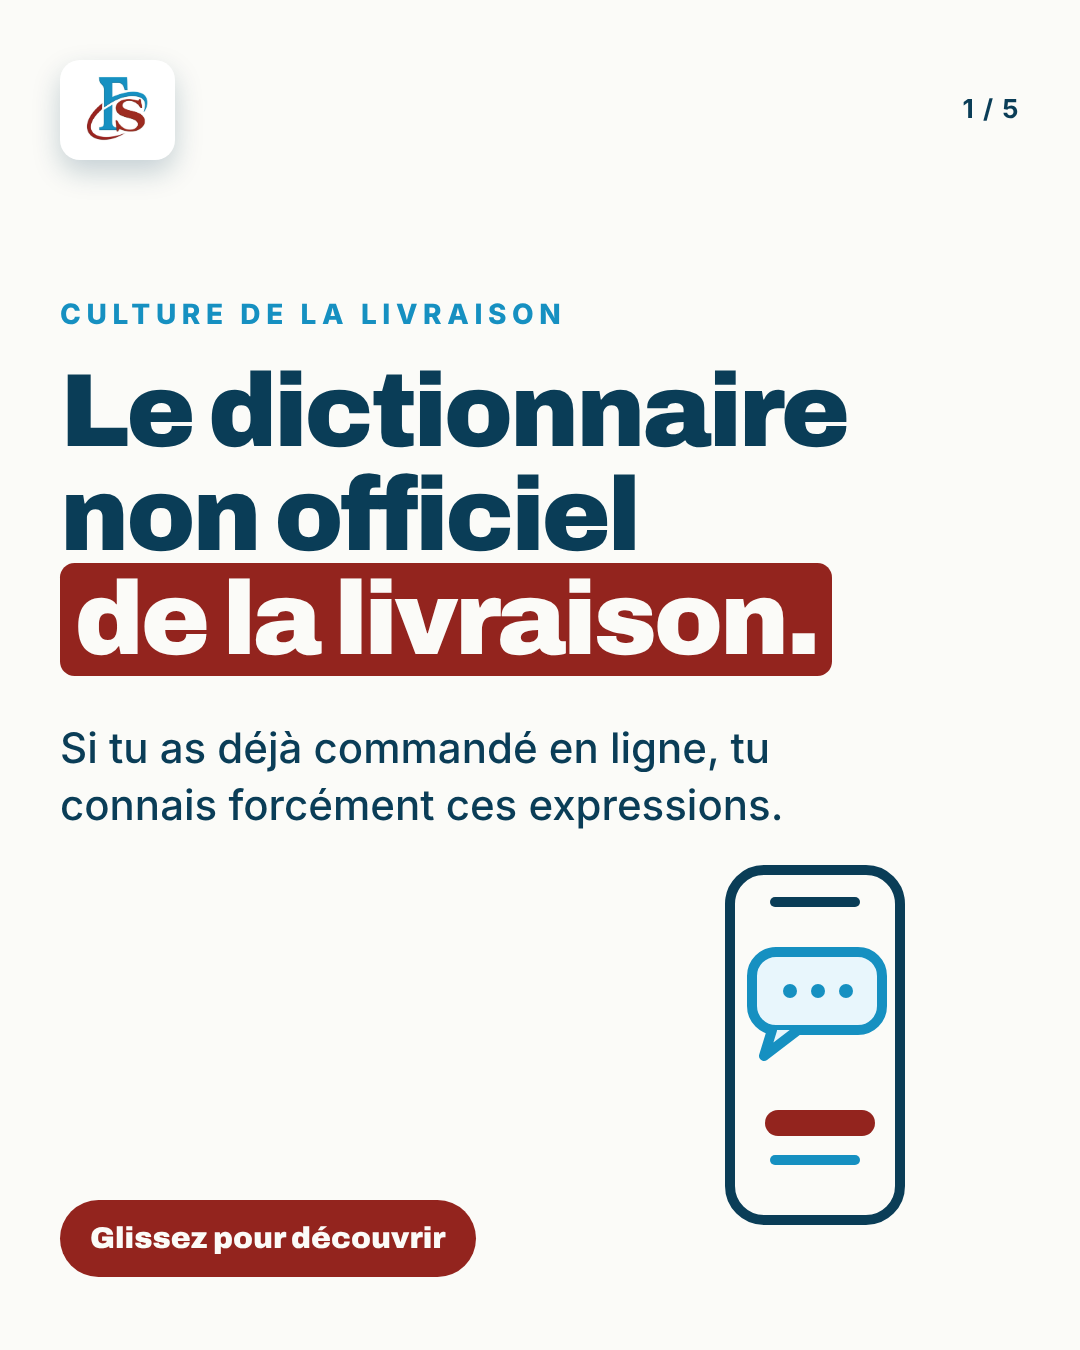 FS
1 / 5
CULTURE DE LA LIVRAISON
Le dictionnaire
non officiel
de la livraison.
Si tu as déjà commandé en ligne, tu
connais forcément ces expressions.
Glissez pour découvrir